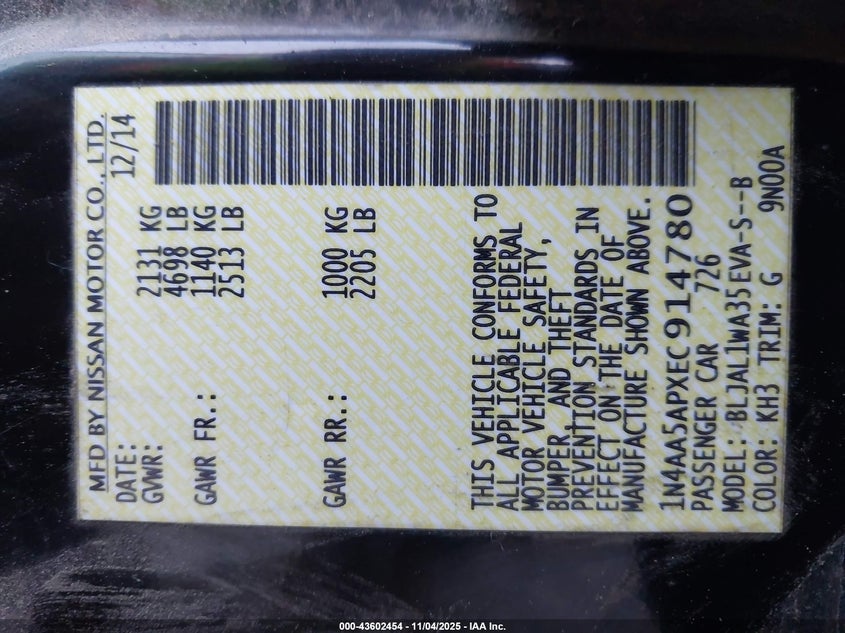 MFD BY NISSAN MOTOR CO., LTD.
DATE: 12/14
GVWR: 2131 KG
4698 LB
GAWR FR.: 1140 KG
2513 LB
GAWR RR.: 1000 KG
2205 LB
THIS VEHICLE CONFORMS TO
ALL APPLICABLE FEDERAL
MOTOR VEHICLE SAFETY,
BUMPER, AND THEFT
PREVENTION STANDARDS IN
EFFECT ON THE DATE OF
MANUFACTURE SHOWN ABOVE.
1N4AA5APXEC914780
PASSENGER CAR 726
MODEL: BLJAL1WA35EVA-S--B
COLOR: KH3 TRIM: G 9N00A
000-43602454 - 11/04/2025 - IAA Inc.